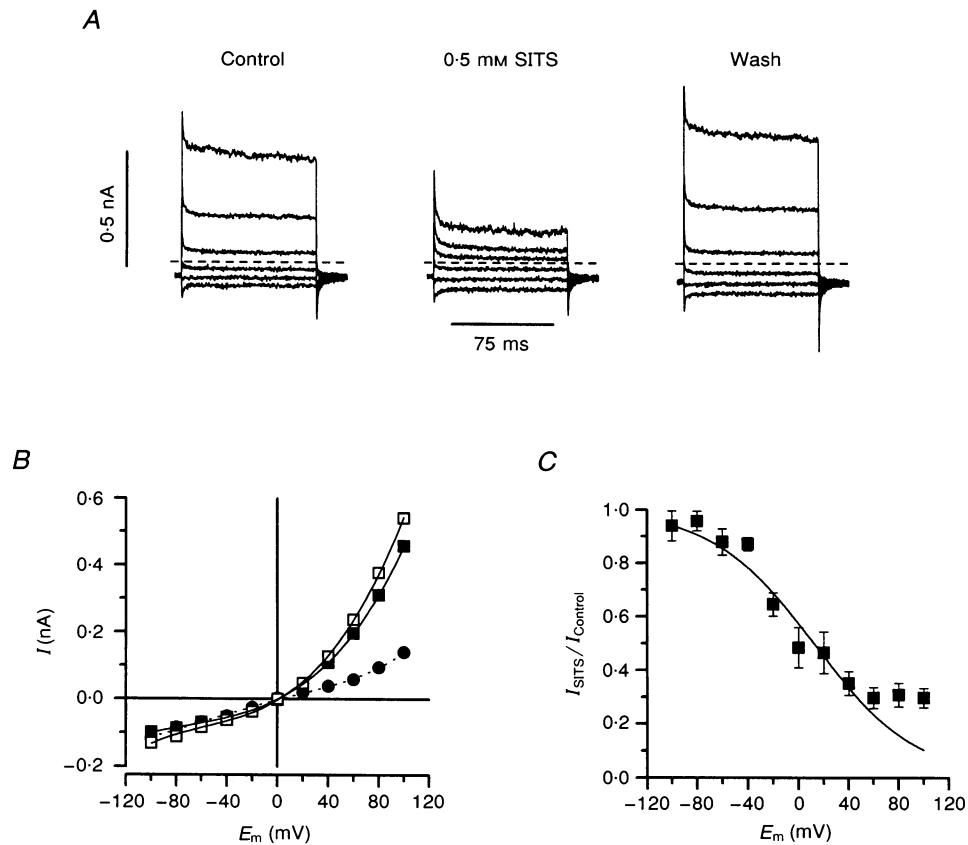 A
Control
0·5 mM SITS
Wash
0·5 nA
75 ms
B
0·6
0·4
0·2
0·0
−0·2
I (nA)
−120 −80 −40 0 40 80 120
Em (mV)
C
1·0
0·8
0·6
0·4
0·2
0·0
ISITS/IControl
−120 −80 −40 0 40 80 120
Em (mV)